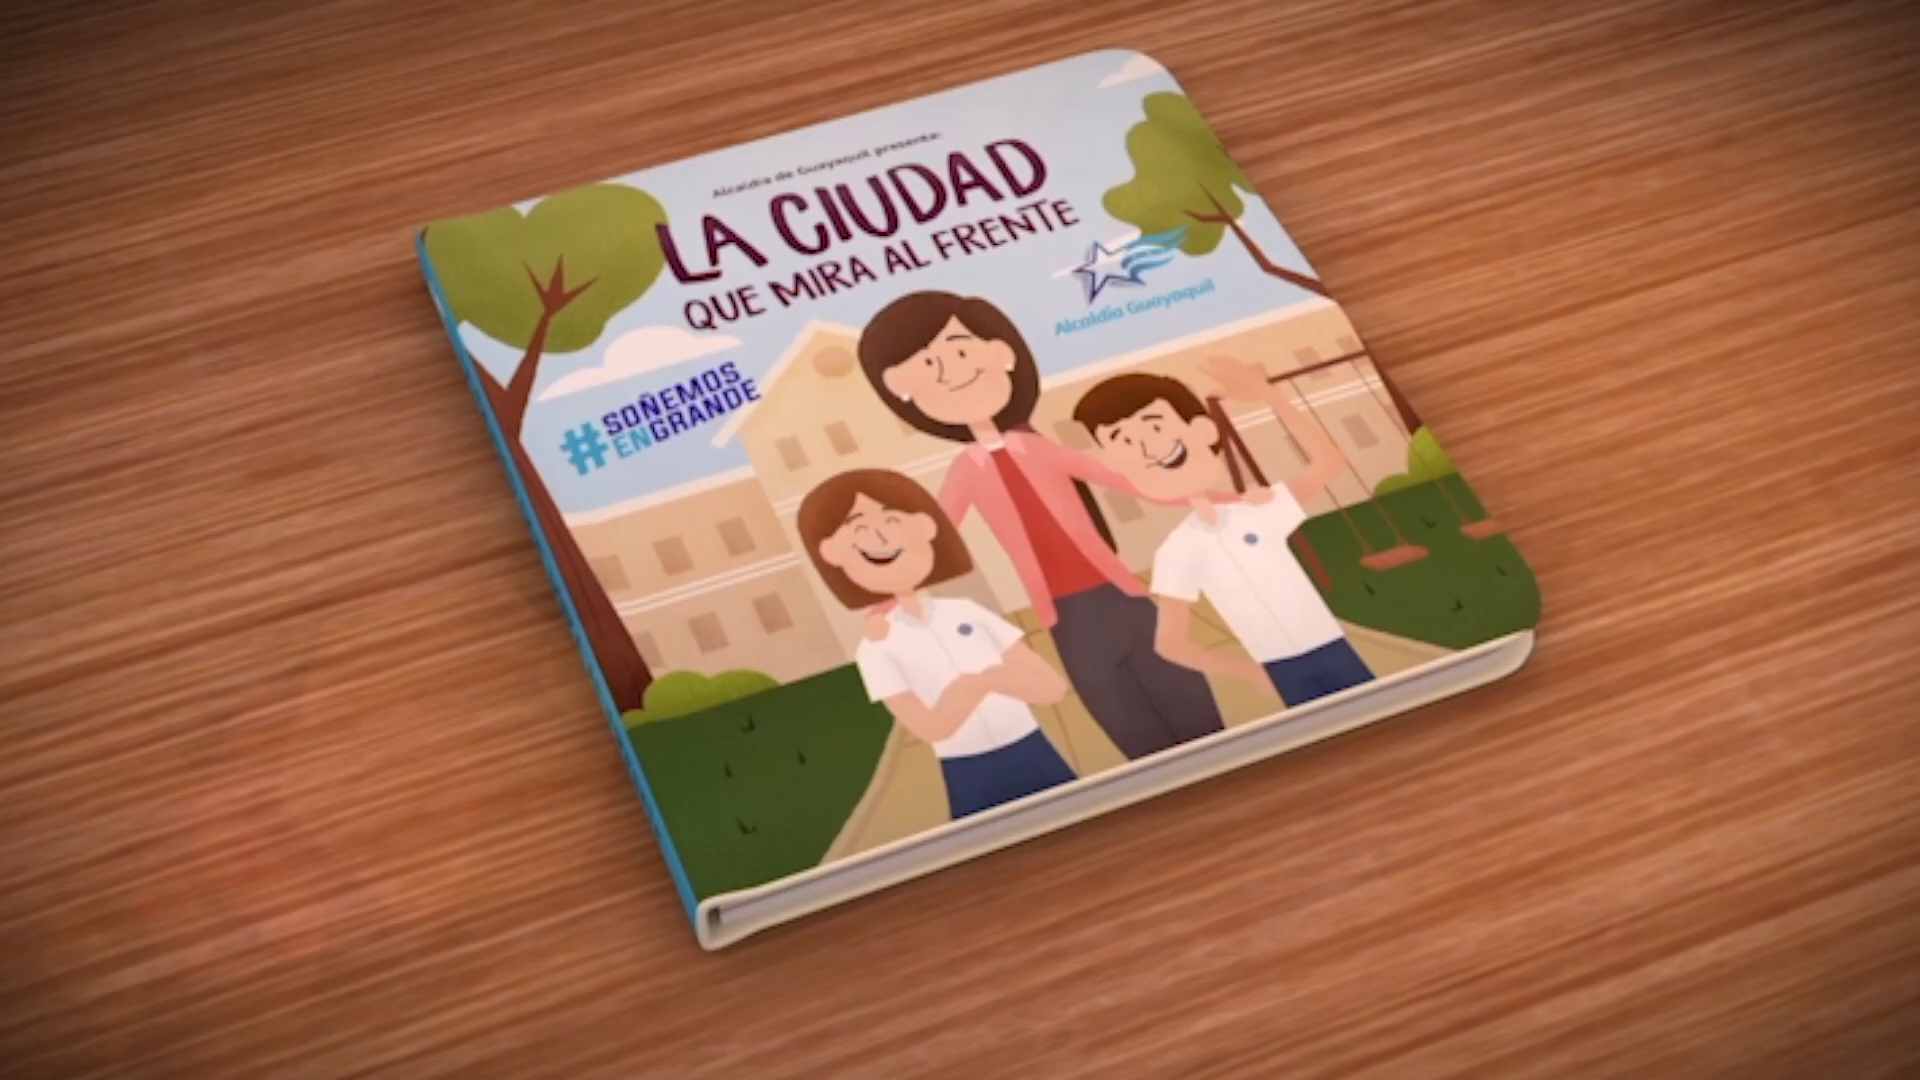 Alcaldía de Guayaquil presenta:
LA CIUDAD
QUE MIRA AL FRENTE
Alcaldía Guayaquil
#SOÑEMOS
ENGRANDE